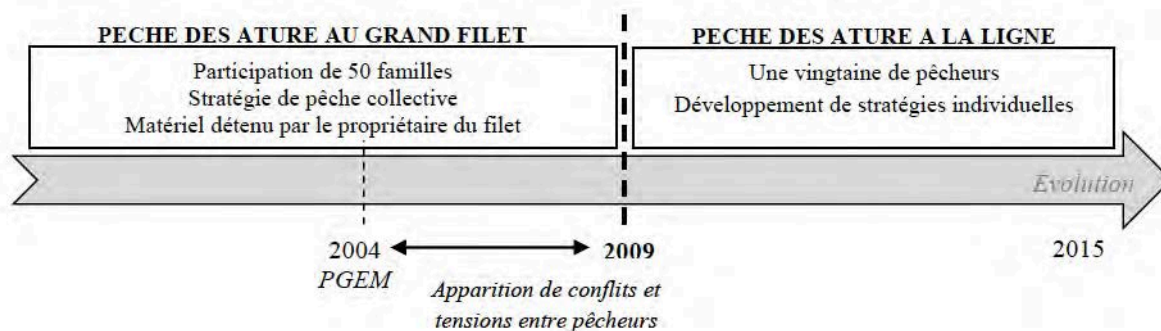 PECHE DES ATURE AU GRAND FILET
Participation de 50 familles
Stratégie de pêche collective
Matériel détenu par le propriétaire du filet
PECHE DES ATURE A LA LIGNE
Une vingtaine de pêcheurs
Développement de stratégies individuelles
Evolution
2004
PGEM
2009
2015
Apparition de conflits et
tensions entre pêcheurs